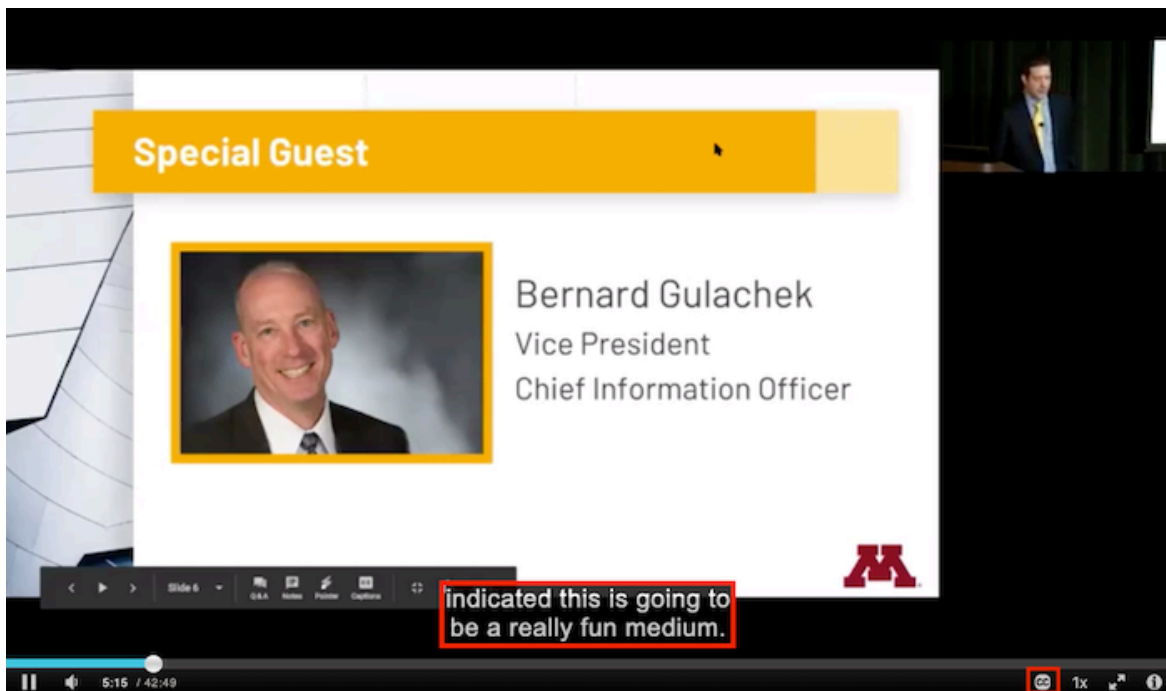 Special Guest
Bernard Gulachek
Vice President
Chief Information Officer
M
Slide 6
Q&A Notes Pointer Captions
indicated this is going to
be a really fun medium.
5:15 / 42:49
CC 1x